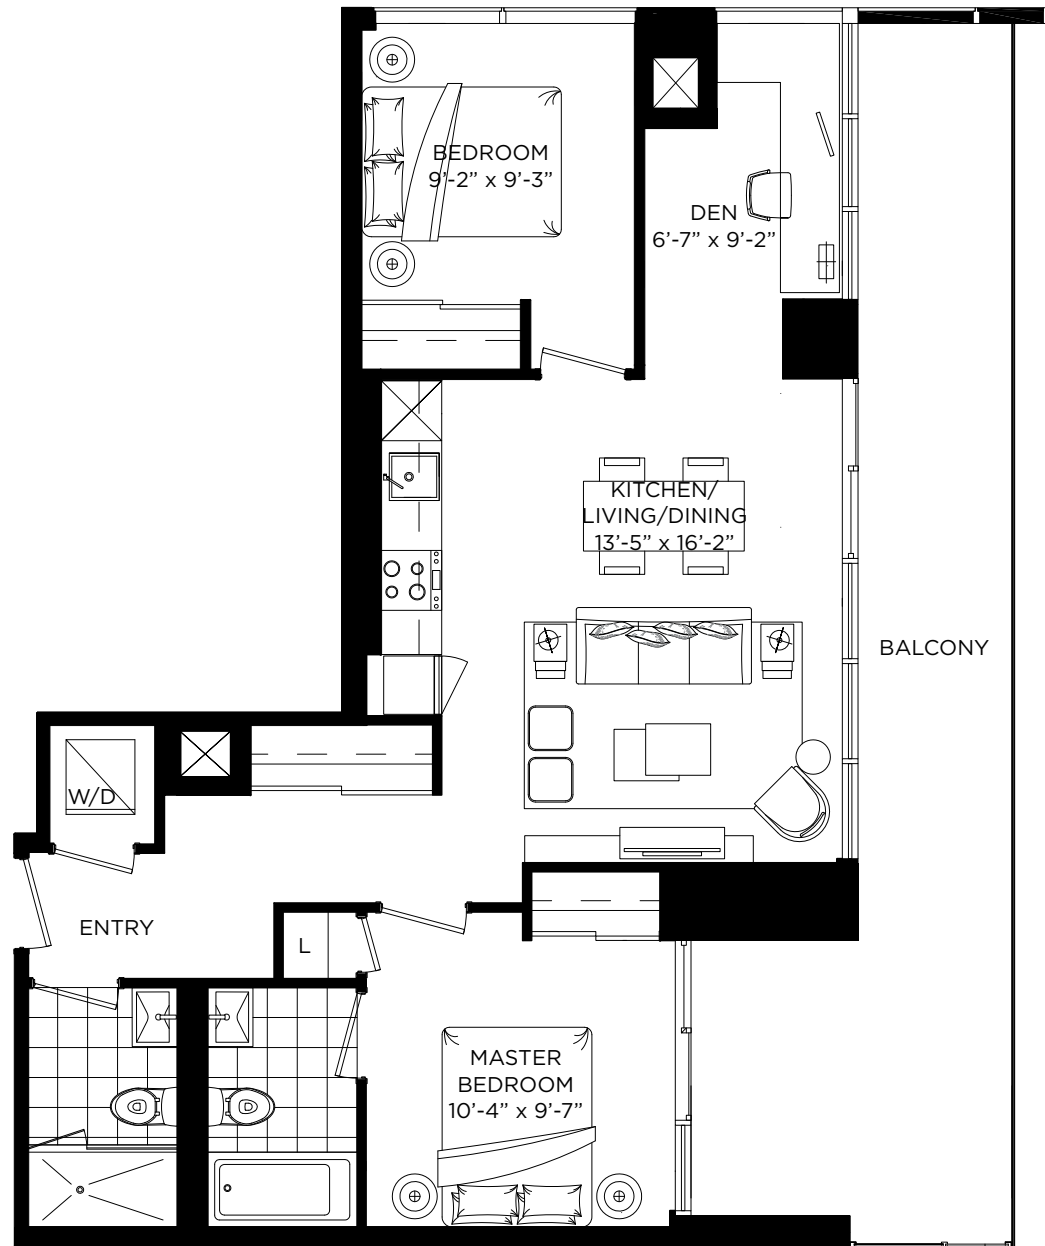 BEDROOM
9’-2” x 9’-3”
DEN
6’-7” x 9’-2”
KITCHEN/
LIVING/DINING
13’-5” x 16’-2”
BALCONY
W/D
ENTRY
L
MASTER
BEDROOM
10’-4” x 9’-7”